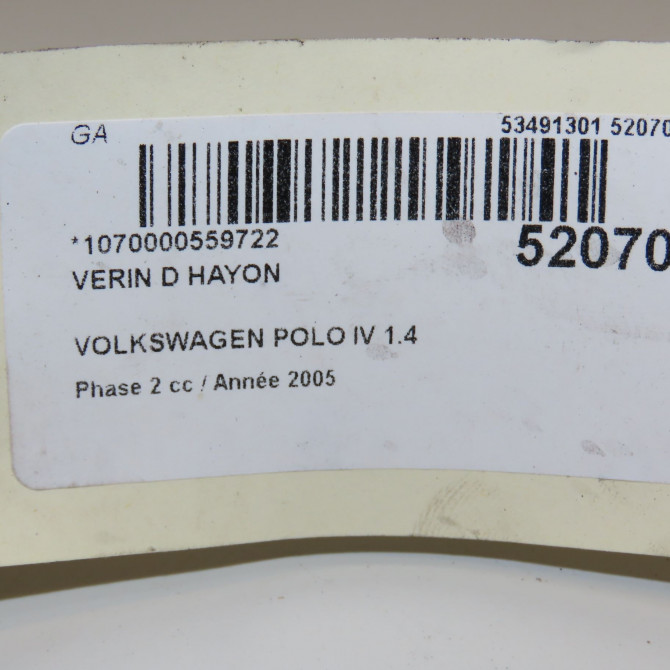 GA
53491301 52070
*1070000559722
52070
VERIN D HAYON
VOLKSWAGEN POLO IV 1.4
Phase 2 cc / Année 2005